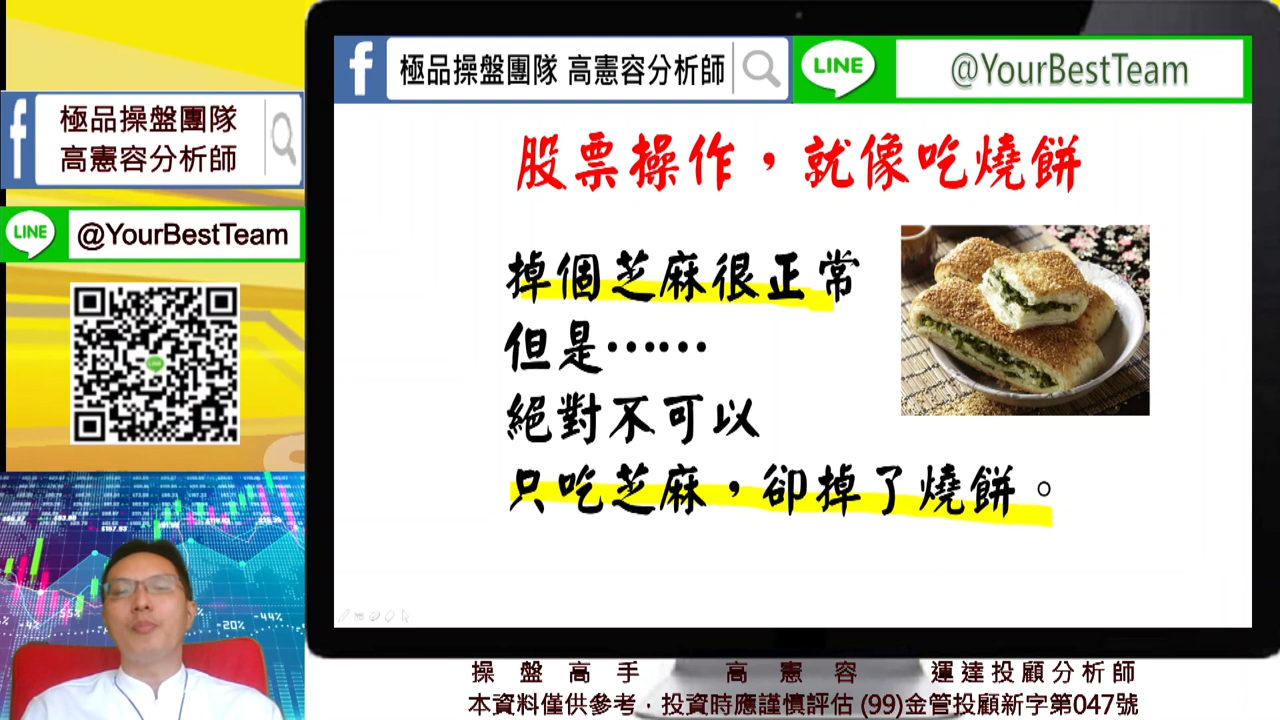 極品操盤團隊
高憲容分析師
LINE
@YourBestTeam
極品操盤團隊 高憲容分析師
LINE
@YourBestTeam
股票操作，就像吃燒餅
掉個芝麻很正常
但是⋯⋯
絕對不可以
只吃芝麻，卻掉了燒餅。
操盤高手 高憲容 運達投顧分析師
本資料僅供參考，投資時應謹慎評估 (99)金管投顧新字第047號
-20%
-44%